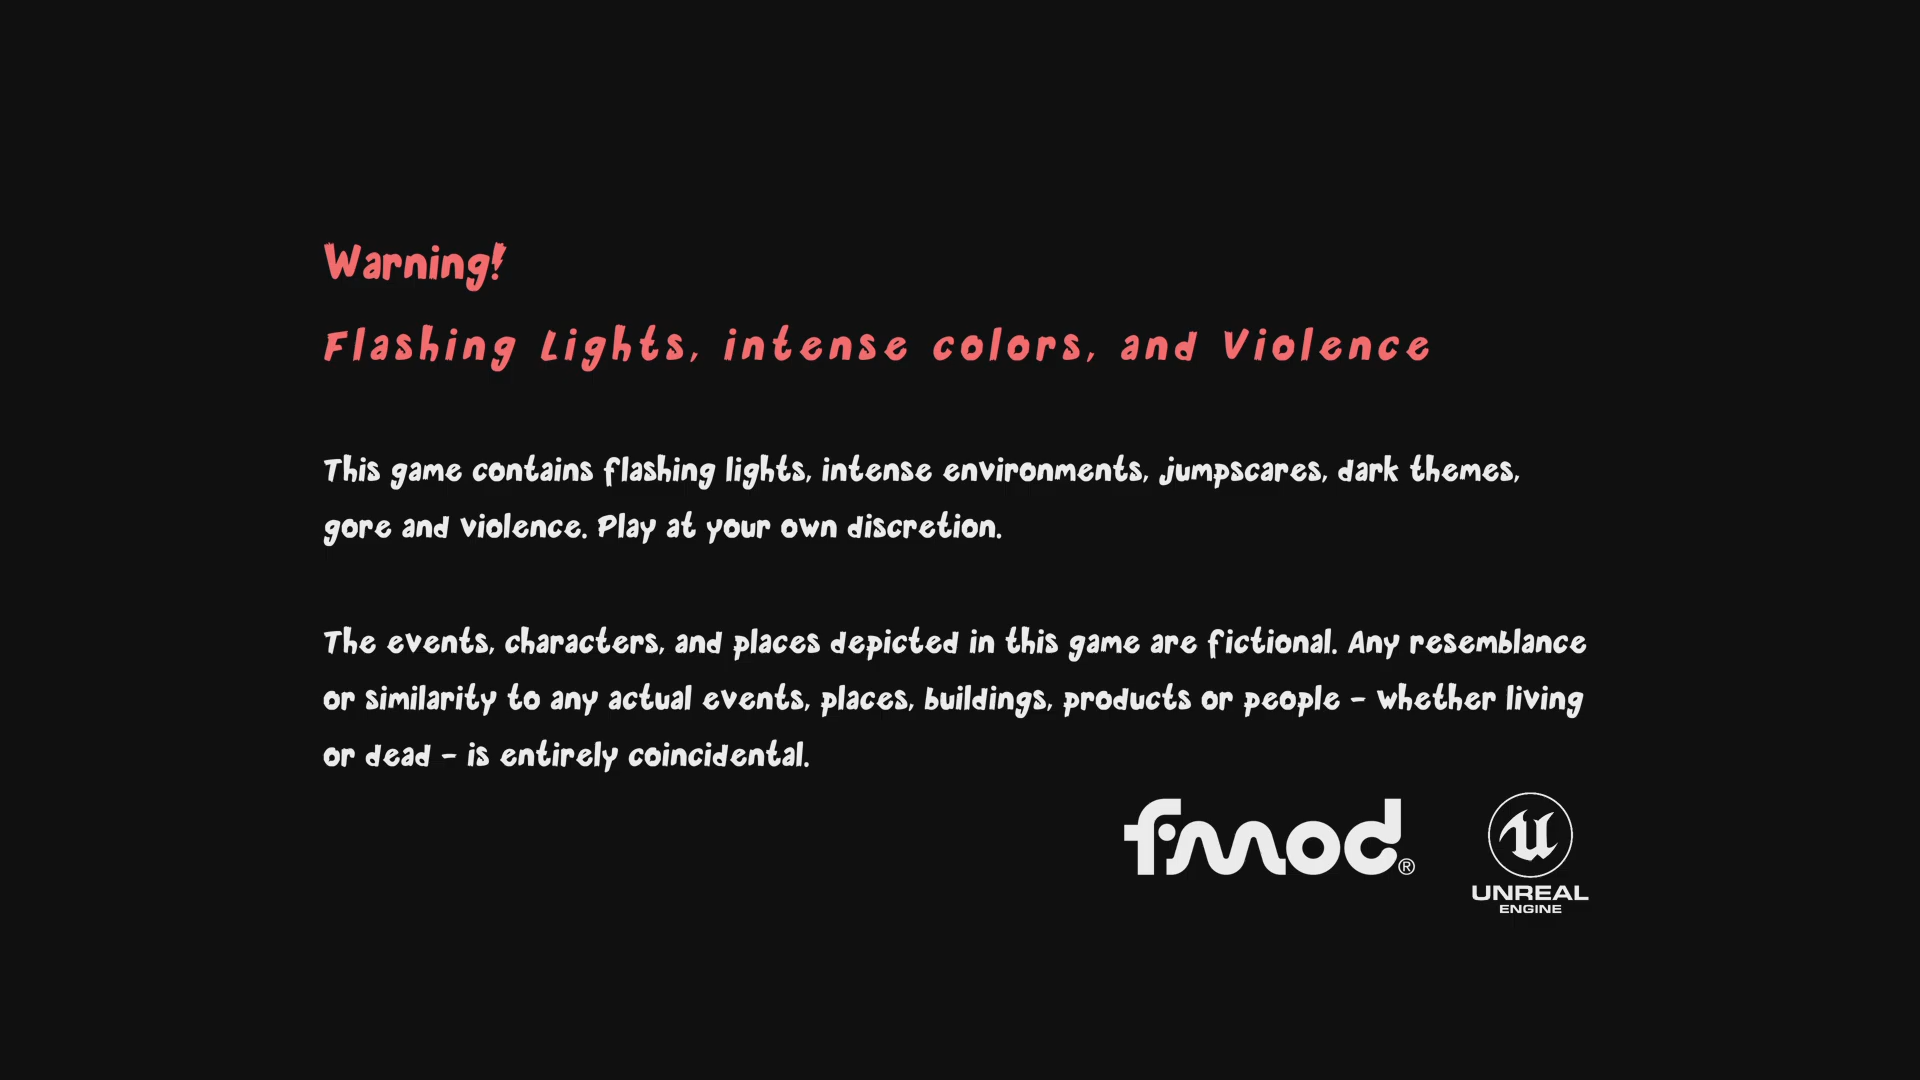 Warning!
Flashing Lights, intense colors, and Violence
This game contains flashing lights, intense environments, jumpscares, dark themes,
gore and violence. Play at your own discretion.
The events, characters, and places depicted in this game are fictional. Any resemblance
or similarity to any actual events, places, buildings, products or people - whether living
or dead - is entirely coincidental.
fmod®
UNREAL
ENGINE